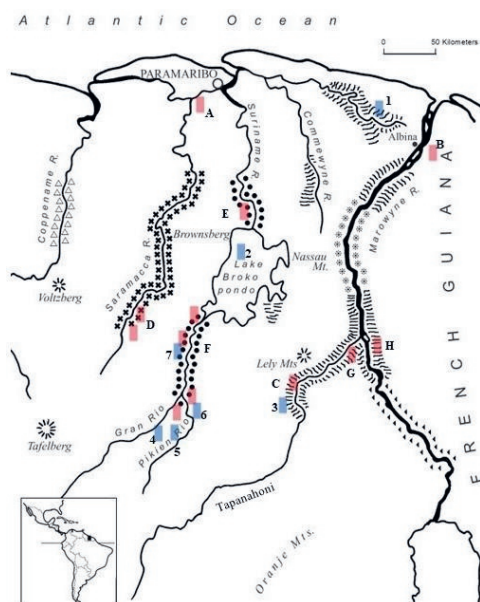 Atlantic Ocean
0 50 Kilometers
PARAMARIBO
A
1
Albina
B
Coppename R.
Saramacca R.
Suriname R.
Commewyne R.
Marowyne R.
FRENCH GUIANA
E
Brownsberg
2
Lake
Broko
pondo
Nassau
Mt.
Voltzberg
D
F
7
Lely Mts
H
G
C
3
6
4
5
Gran Rio
Pikien Rio
Tafelberg
Tapanahoni
Oranje Mts.